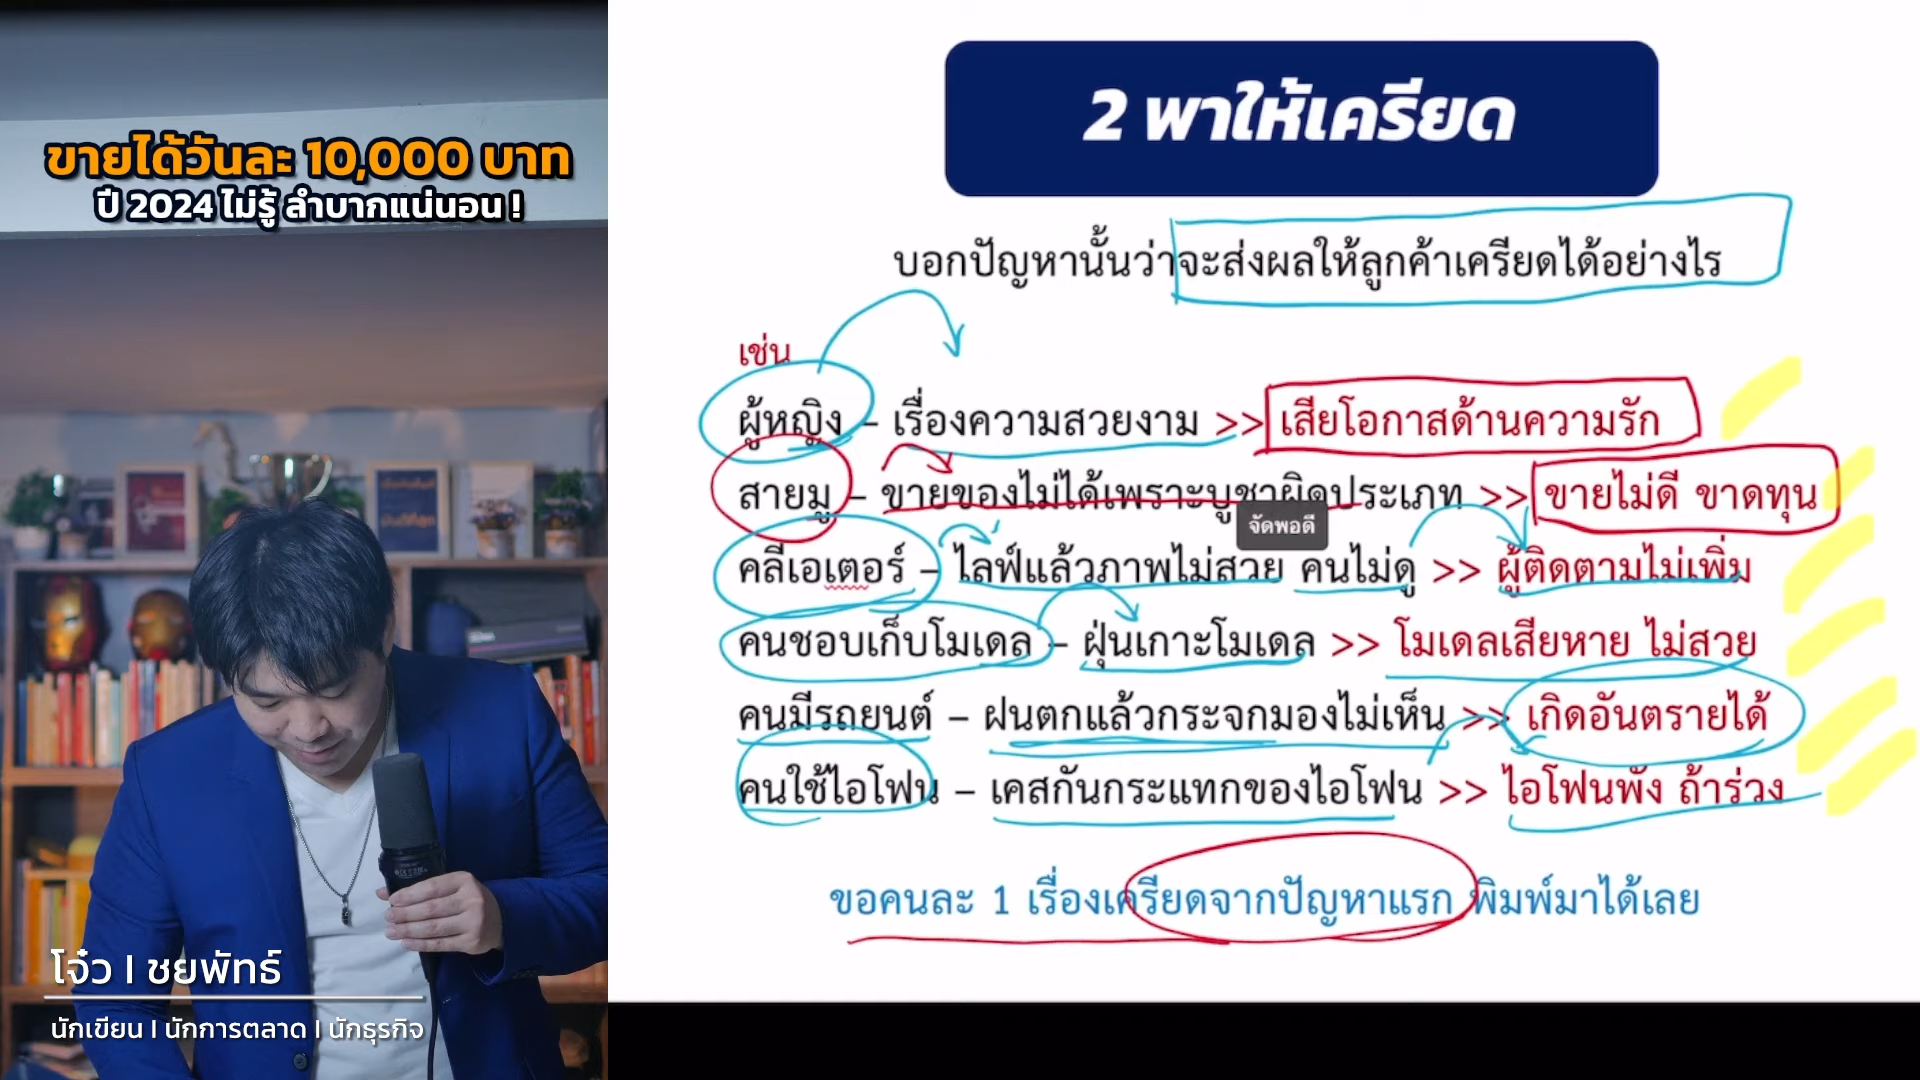 ขายได้วันละ 10,000 บาท
ปี 2024 ไม่รู้ ลำบากแน่นอน !
โจ๋ว I ชยพัทธ์
นักเขียน I นักการตลาด I นักธุรกิจ
2 พาให้เครียด
บอกปัญหานั้นว่าจะส่งผลให้ลูกค้าเครียดได้อย่างไร
เช่น
ผู้หญิง – เรื่องความสวยงาม >> เสียโอกาสด้านความรัก
สายมู – ขายของไม่ได้เพราะบูชาผิดประเภท >> ขายไม่ดี ขาดทุน
จัดพอดี
คลีเอเตอร์ – ไลฟ์แล้วภาพไม่สวย คนไม่ดู >> ผู้ติดตามไม่เพิ่ม
คนชอบเก็บโมเดล – ฝุ่นเกาะโมเดล >> โมเดลเสียหาย ไม่สวย
คนมีรถยนต์ – ฝนตกแล้วกระจกมองไม่เห็น >> เกิดอันตรายได้
คนใช้ไอโฟน – เคสกันกระแทกของไอโฟน >> ไอโฟนพัง ถ้าร่วง
ขอคนละ 1 เรื่องเครียดจากปัญหาแรก พิมพ์มาได้เลย